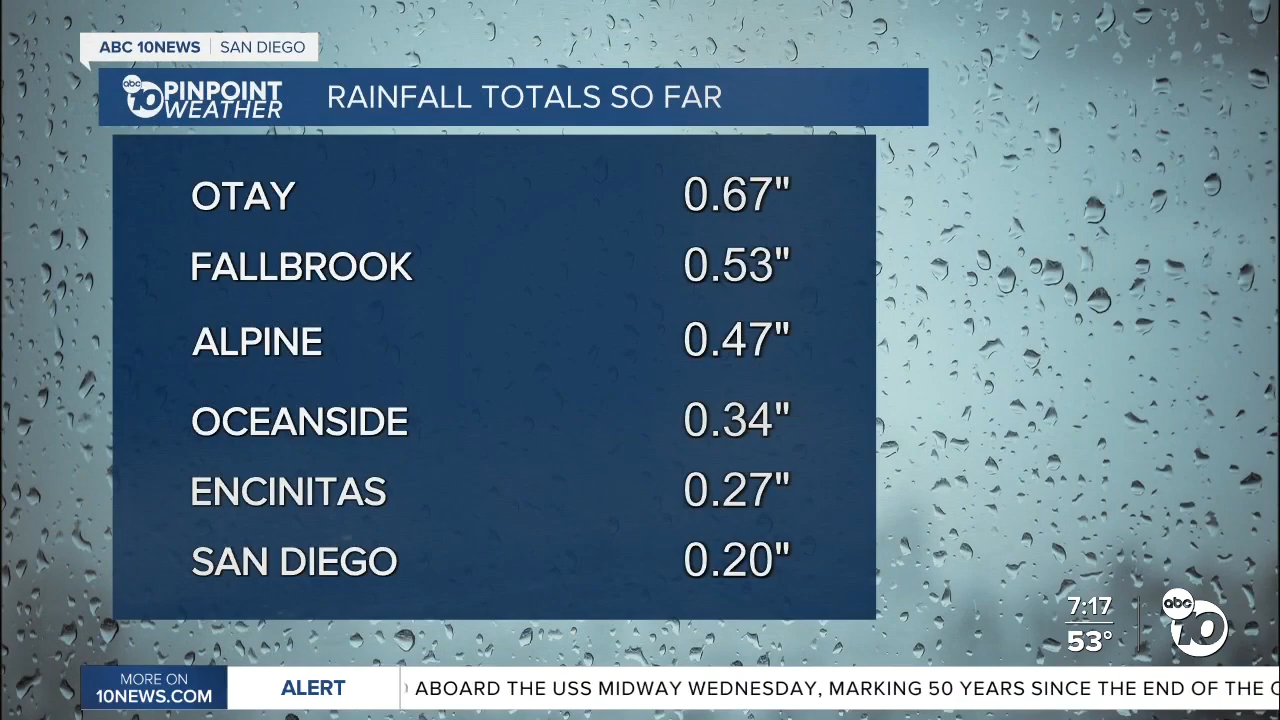 ABC 10NEWS | SAN DIEGO
abc 10 PINPOINT WEATHER
RAINFALL TOTALS SO FAR
OTAY 0.67"
FALLBROOK 0.53"
ALPINE 0.47"
OCEANSIDE 0.34"
ENCINITAS 0.27"
SAN DIEGO 0.20"
7:17
53°
abc 10
MORE ON
10NEWS.COM
ALERT
ABOARD THE USS MIDWAY WEDNESDAY, MARKING 50 YEARS SINCE THE END OF THE